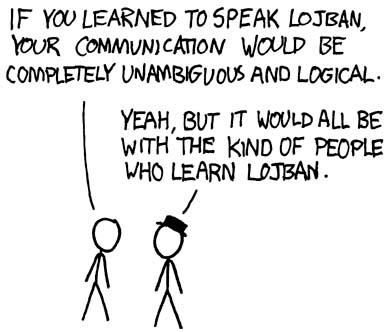 IF YOU LEARNED TO SPEAK LOJBAN,
YOUR COMMUNICATION WOULD BE
COMPLETELY UNAMBIGUOUS AND LOGICAL.
YEAH, BUT IT WOULD ALL BE
WITH THE KIND OF PEOPLE
WHO LEARN LOJBAN.